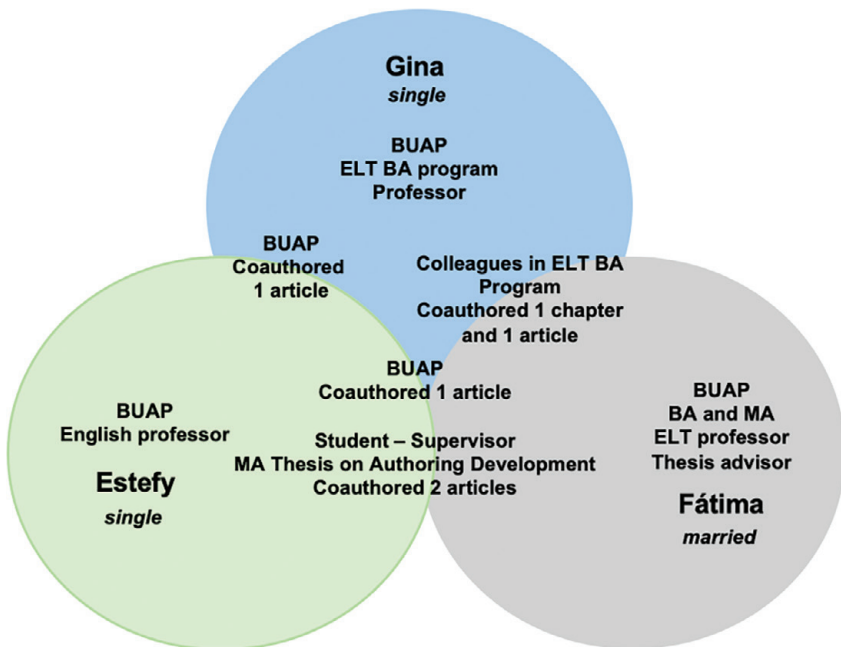 Gina
single
BUAP
ELT BA program
Professor
BUAP
Coauthored
1 article
Colleagues in ELT BA
Program
Coauthored 1 chapter
and 1 article
BUAP
Coauthored 1 article
Student – Supervisor
MA Thesis on Authoring Development
Coauthored 2 articles
BUAP
English professor
Estefy
single
BUAP
BA and MA
ELT professor
Thesis advisor
Fátima
married